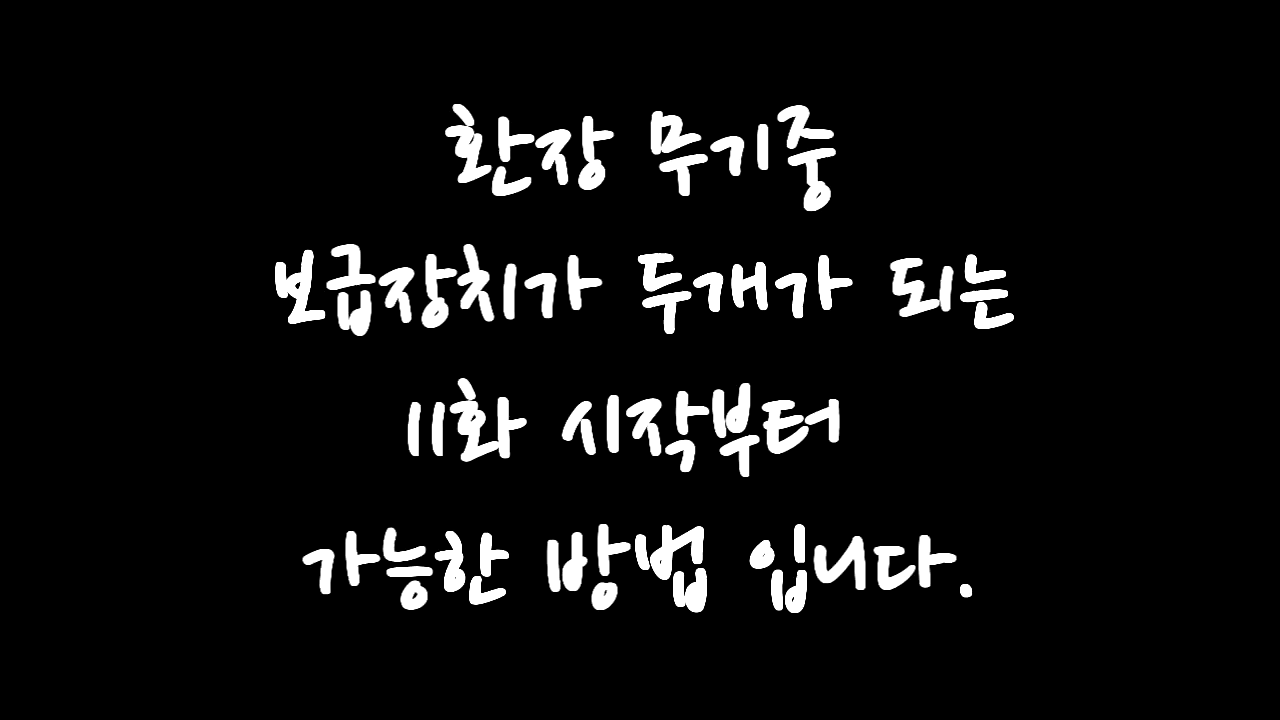 환장 무기중
보급장치가 두개가 되는
11화 시작부터
가능한 방법 입니다.